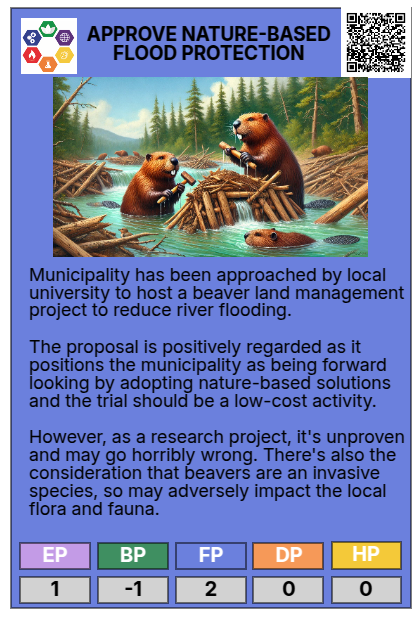 APPROVE NATURE-BASED
FLOOD PROTECTION
Municipality has been approached by local
university to host a beaver land management
project to reduce river flooding.
The proposal is positively regarded as it
positions the municipality as being forward
looking by adopting nature-based solutions
and the trial should be a low-cost activity.
However, as a research project, it's unproven
and may go horribly wrong. There's also the
consideration that beavers are an invasive
species, so may adversely impact the local
flora and fauna.
EP BP FP DP HP
1 -1 2 0 0